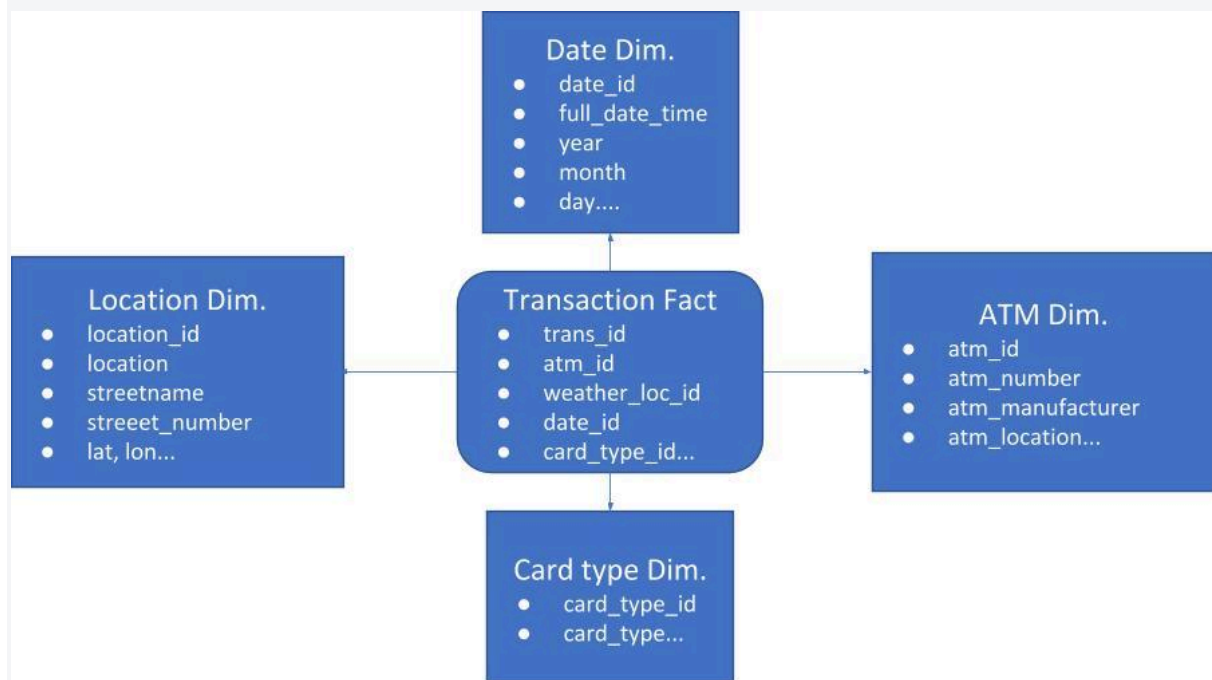 Date Dim.
● date_id
● full_date_time
● year
● month
● day....
Location Dim.
● location_id
● location
● streetname
● streeet_number
● lat, lon...
Transaction Fact
● trans_id
● atm_id
● weather_loc_id
● date_id
● card_type_id...
ATM Dim.
● atm_id
● atm_number
● atm_manufacturer
● atm_location...
Card type Dim.
● card_type_id
● card_type...